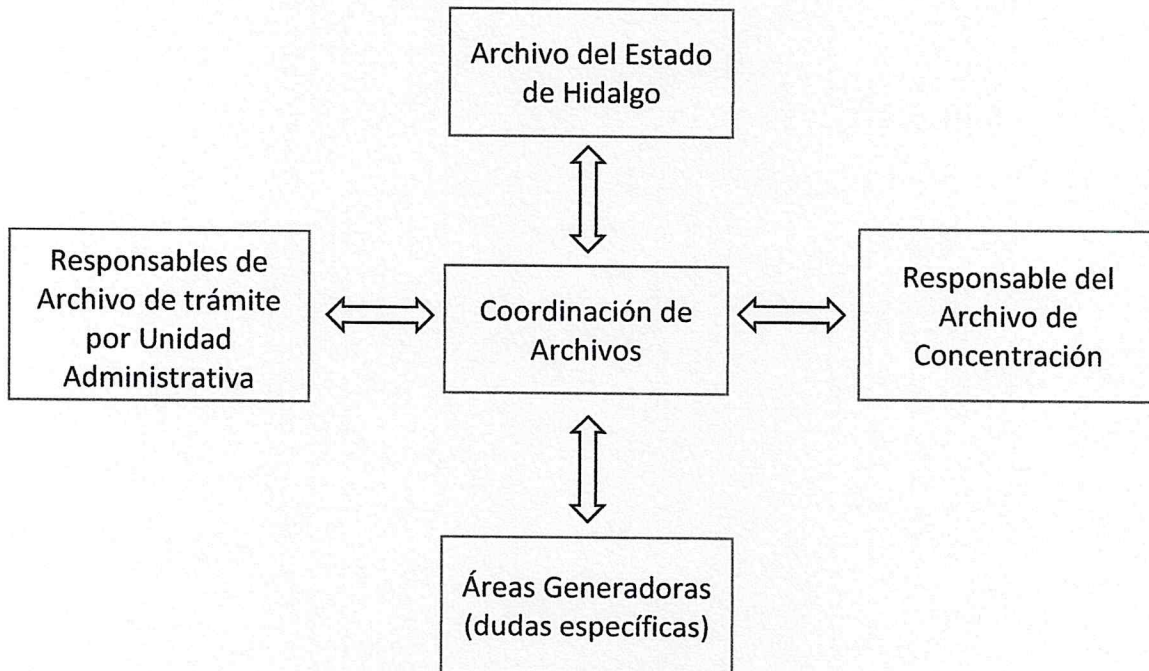 Archivo del Estado
de Hidalgo
Responsables de
Archivo de trámite
por Unidad
Administrativa
Coordinación de
Archivos
Responsable del
Archivo de
Concentración
Áreas Generadoras
(dudas específicas)